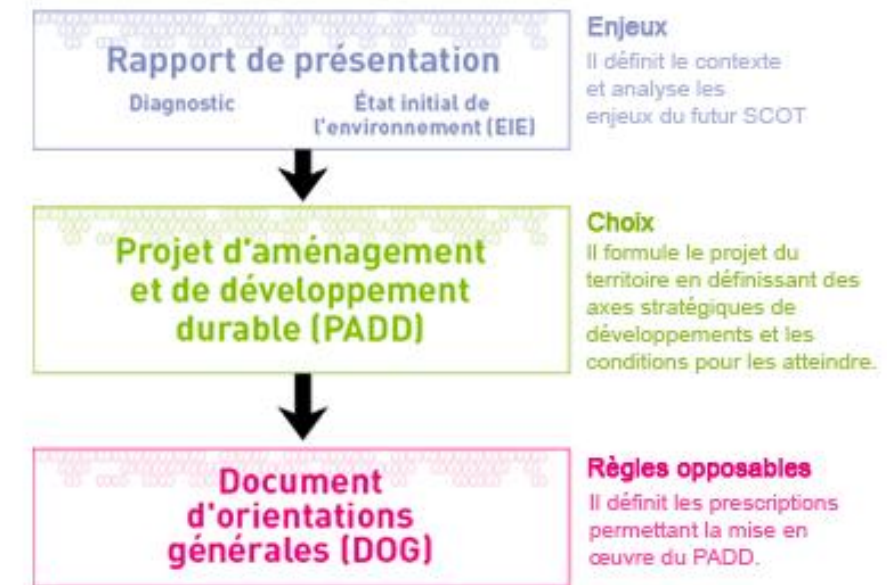 Rapport de présentation
Diagnostic
État initial de
l'environnement (EIE)
Enjeux
Il définit le contexte
et analyse les
enjeux du futur SCOT
Projet d'aménagement
et de développement
durable (PADD)
Choix
Il formule le projet du
territoire en définissant des
axes stratégiques de
développements et les
conditions pour les atteindre.
Document
d'orientations
générales (DOG)
Règles opposables
Il définit les prescriptions
permettant la mise en
œuvre du PADD.